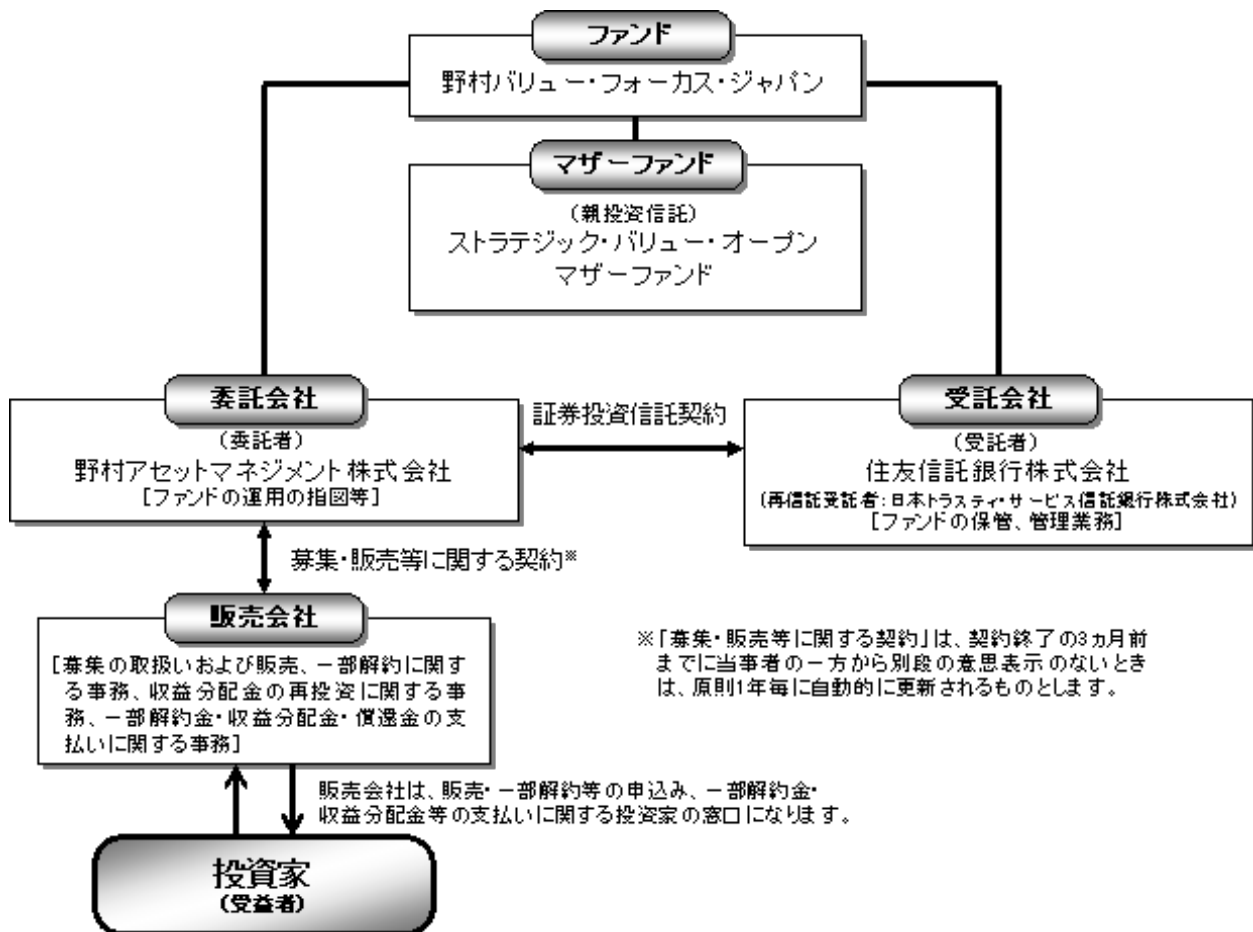 ファンド
野村バリュー・フォーカス・ジャパン
マザーファンド
(親投資信託)
ストラテジック・バリュー・オープン
マザーファンド
委託会社
(委託者)
野村アセットマネジメント株式会社
[ファンドの運用の指図等]
証券投資信託契約
受託会社
(受託者)
住友信託銀行株式会社
(再信託受託者:日本トラスティ・サービス信託銀行株式会社)
[ファンドの保管、管理業務]
募集・販売等に関する契約※
販売会社
[募集の取扱いおよび販売、一部解約に関す
る事務、収益分配金の再投資に関する事
務、一部解約金・収益分配金・償還金の支
払いに関する事務]
※「募集・販売等に関する契約」は、契約終了の3ヵ月前
までに当事者の一方から別段の意思表示のないとき
は、原則1年毎に自動的に更新されるものとします。
販売会社は、販売・一部解約等の申込み、一部解約金・
収益分配金等の支払いに関する投資家の窓口になります。
投資家
(受益者)